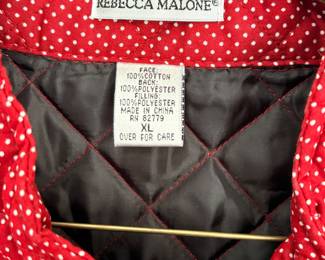 REBECCA MALONE®
FACE:
100%COTTON
BACK:
100%POLYESTER
FILLING:
100%POLYESTER
MADE IN CHINA
RN 82779
XL
OVER FOR CARE